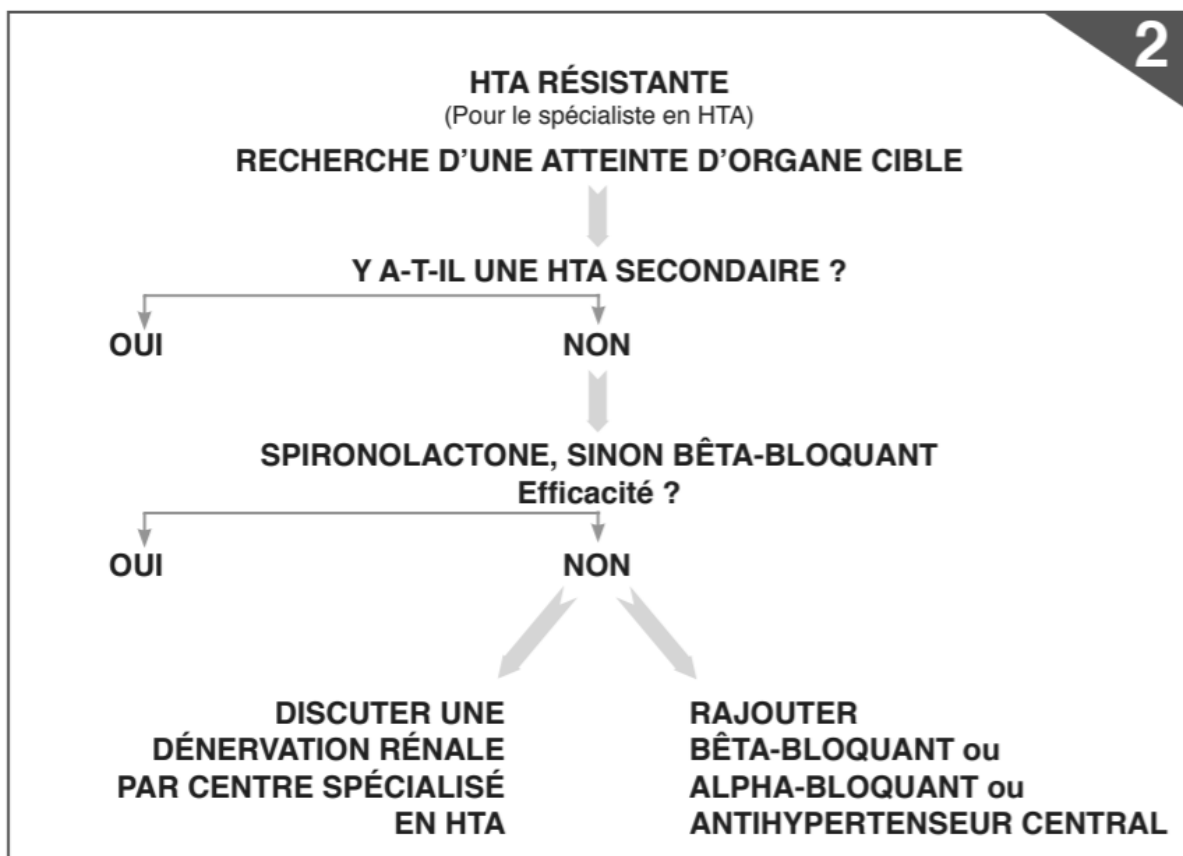 2
HTA RÉSISTANTE
(Pour le spécialiste en HTA)
RECHERCHE D’UNE ATTEINTE D’ORGANE CIBLE
Y A-T-IL UNE HTA SECONDAIRE ?
OUI
NON
SPIRONOLACTONE, SINON BÊTA-BLOQUANT
Efficacité ?
OUI
NON
DISCUTER UNE
DÉNERVATION RÉNALE
PAR CENTRE SPÉCIALISÉ
EN HTA
RAJOUTER
BÊTA-BLOQUANT ou
ALPHA-BLOQUANT ou
ANTIHYPERTENSEUR CENTRAL